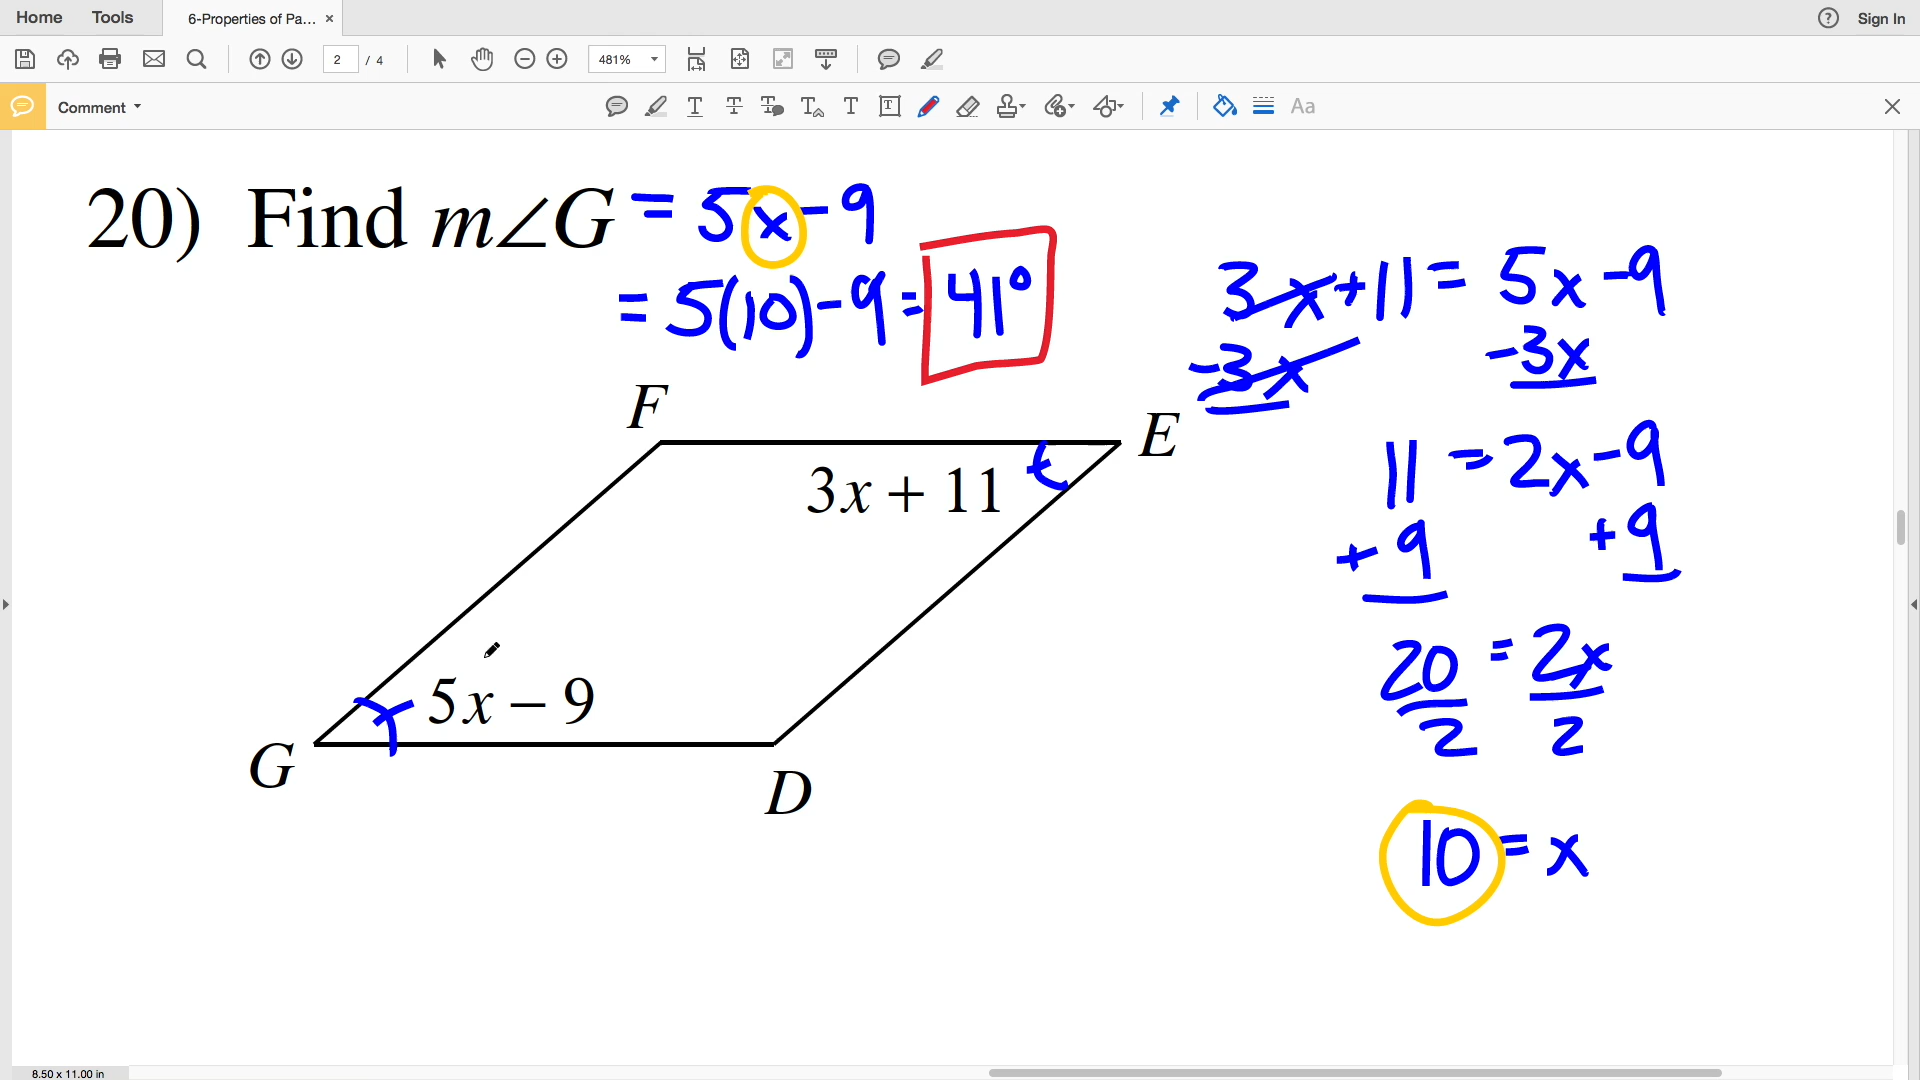 Home Tools 6-Properties of Pa... × ? Sign In
2 / 4 481%
Comment T T T T T T Aa
20) Find m∠G = 5x - 9
= 5(10) - 9 = 41°
3x + 11 = 5x - 9
-3x -3x
11 = 2x - 9
+ 9 + 9
20 = 2x
2 2
10 = x
F
E
3x + 11
5x − 9
G
D
8.50 x 11.00 in